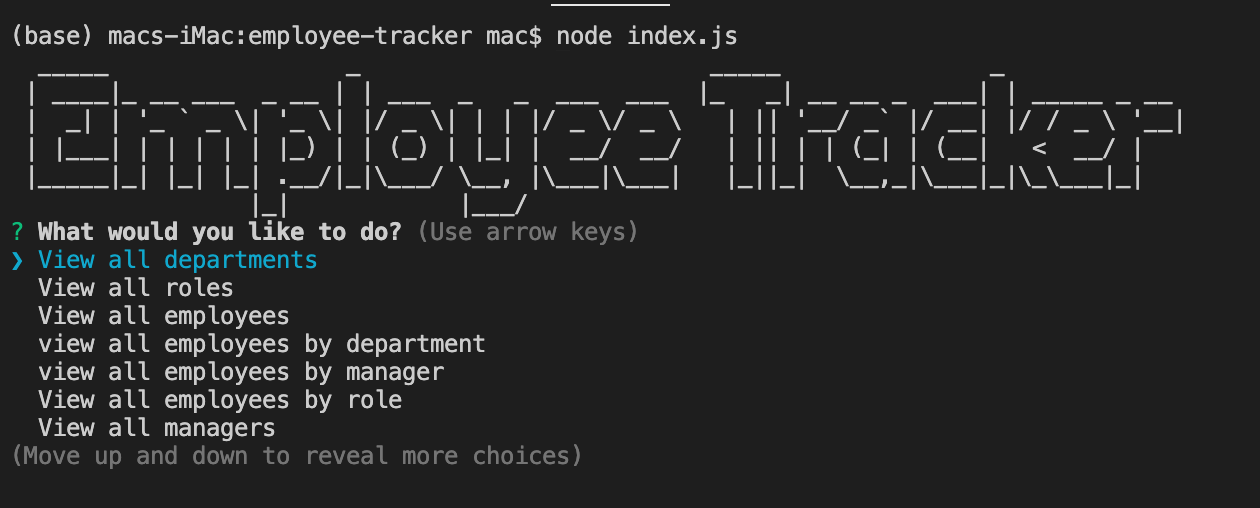 (base) macs-iMac:employee-tracker mac$ node index.js
Employee Tracker
? What would you like to do? (Use arrow keys)
❯ View all departments
View all roles
View all employees
view all employees by department
view all employees by manager
View all employees by role
View all managers
(Move up and down to reveal more choices)